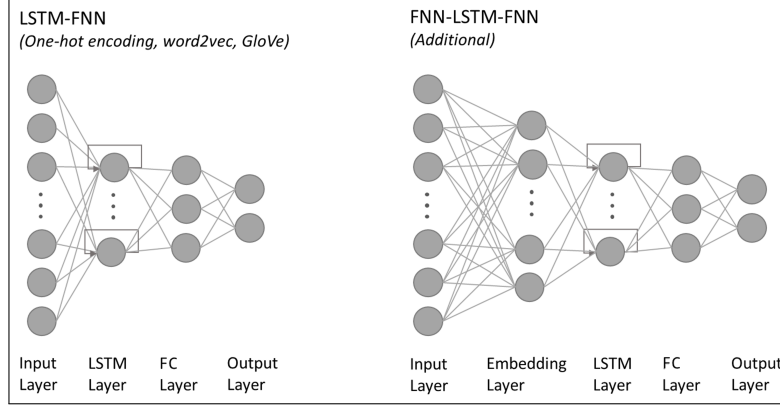 LSTM-FNN
(One-hot encoding, word2vec, GloVe)
Input Layer
LSTM Layer
FC Layer
Output Layer
FNN-LSTM-FNN
(Additional)
Input Layer
Embedding Layer
LSTM Layer
FC Layer
Output Layer